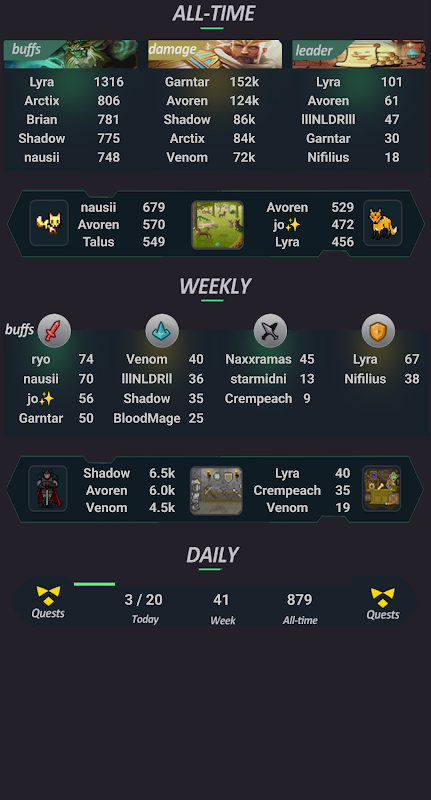 ALL-TIME
buffs damage leader
Lyra 1316 Garntar 152k Lyra 101
Arctix 806 Avoren 124k Avoren 61
Brian 781 Shadow 86k lllNLDRlll 47
Shadow 775 Arctix 84k Garntar 30
nausii 748 Venom 72k Nifilius 18
nausii 679 Avoren 529
Avoren 570 jo✨ 472
Talus 549 Lyra 456
WEEKLY
buffs
ryo 74 Venom 40 Naxxramas 45 Lyra 67
nausii 70 lllNLDRll 36 starmidni 13 Nifilius 38
jo✨ 56 Shadow 35 Crempeach 9
Garntar 50 BloodMage 25
Shadow 6.5k Lyra 40
Avoren 6.0k Crempeach 35
Venom 4.5k Venom 19
DAILY
3 / 20 41 879
Quests Today Week All-time Quests